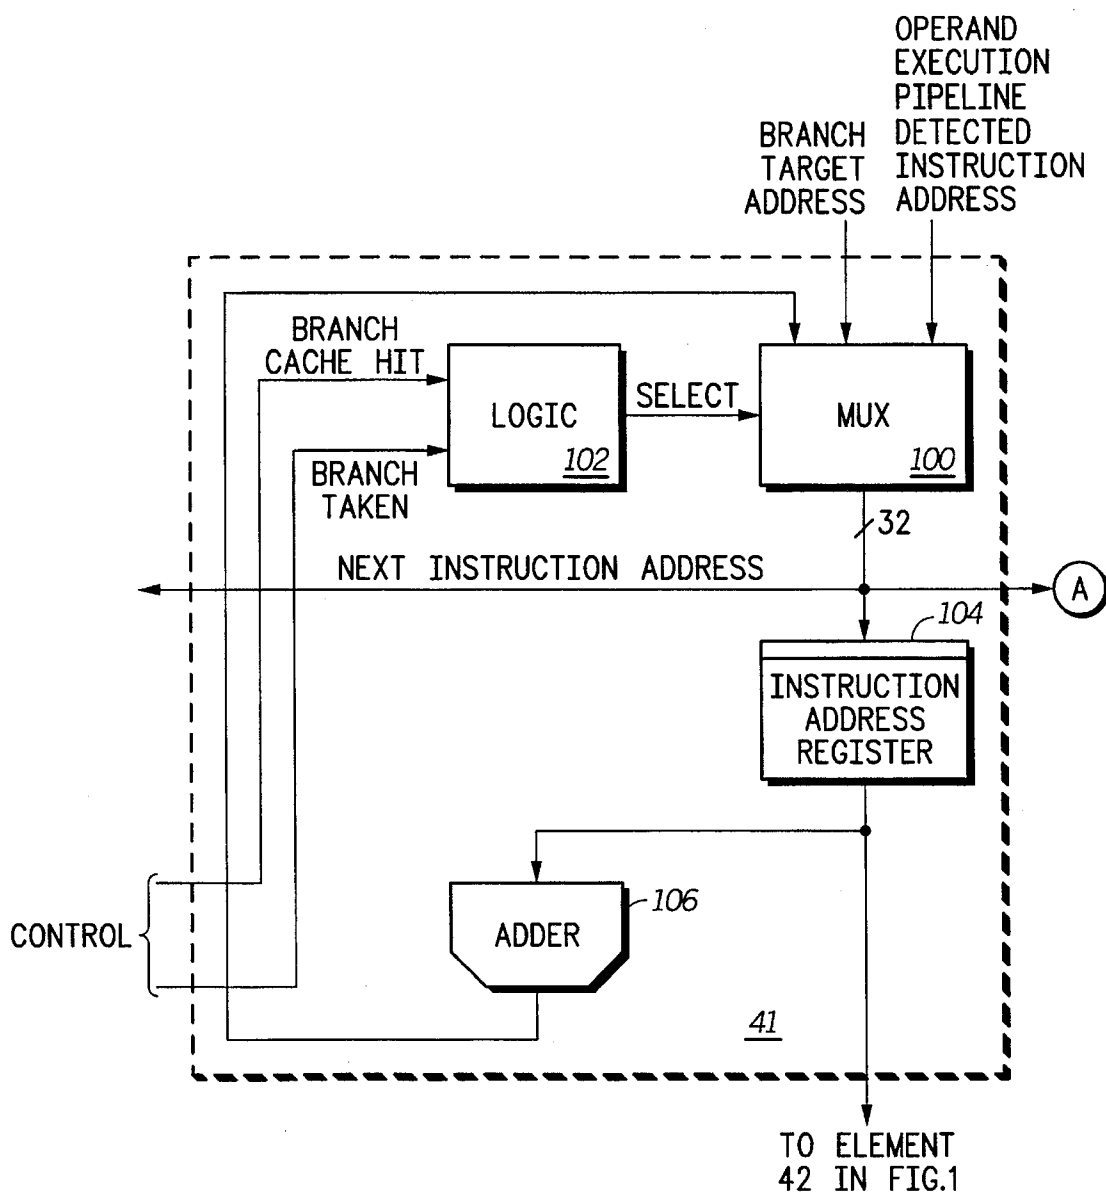 OPERAND
EXECUTION
PIPELINE
DETECTED
INSTRUCTION
ADDRESS
BRANCH
TARGET
ADDRESS
BRANCH
CACHE HIT
LOGIC
102
SELECT
MUX
100
BRANCH
TAKEN
32
NEXT INSTRUCTION ADDRESS
A
104
INSTRUCTION
ADDRESS
REGISTER
CONTROL
ADDER
106
41
TO ELEMENT
42 IN FIG.1